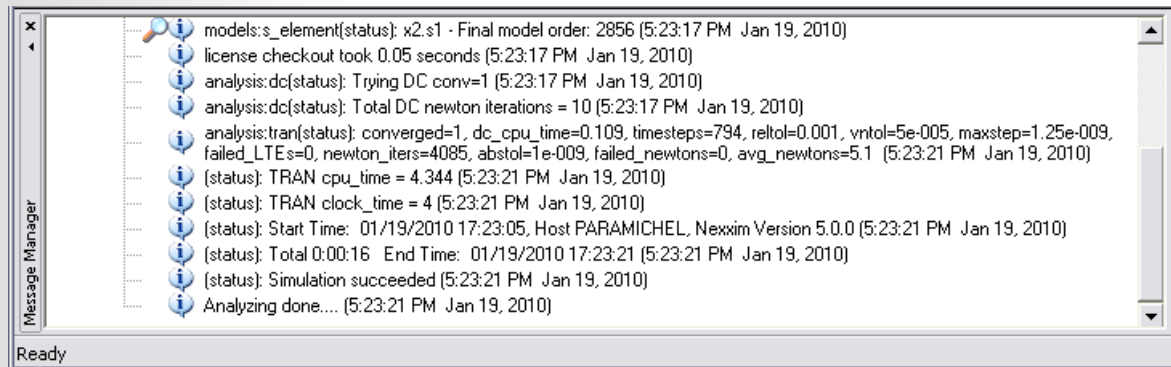 models:s_element(status): x2.s1 - Final model order: 2856 (5:23:17 PM  Jan 19, 2010)
license checkout took 0.05 seconds (5:23:17 PM  Jan 19, 2010)
analysis:dc(status): Trying DC conv=1 (5:23:17 PM  Jan 19, 2010)
analysis:dc(status): Total DC newton iterations = 10 (5:23:17 PM  Jan 19, 2010)
analysis:tran(status): converged=1, dc_cpu_time=0.109, timesteps=794, reltol=0.001, vntol=5e-005, maxstep=1.25e-009,
failed_LTEs=0, newton_iters=4085, abstol=1e-009, failed_newtons=0, avg_newtons=5.1  (5:23:21 PM  Jan 19, 2010)
(status): TRAN cpu_time = 4.344 (5:23:21 PM  Jan 19, 2010)
(status): TRAN clock_time = 4 (5:23:21 PM  Jan 19, 2010)
(status): Start Time:  01/19/2010 17:23:05, Host PARAMICHEL, Nexxim Version 5.0.0 (5:23:21 PM  Jan 19, 2010)
(status): Total 0:00:16   End Time:  01/19/2010 17:23:21 (5:23:21 PM  Jan 19, 2010)
(status): Simulation succeeded (5:23:21 PM  Jan 19, 2010)
Analyzing done.... (5:23:21 PM  Jan 19, 2010)
Message Manager
Ready